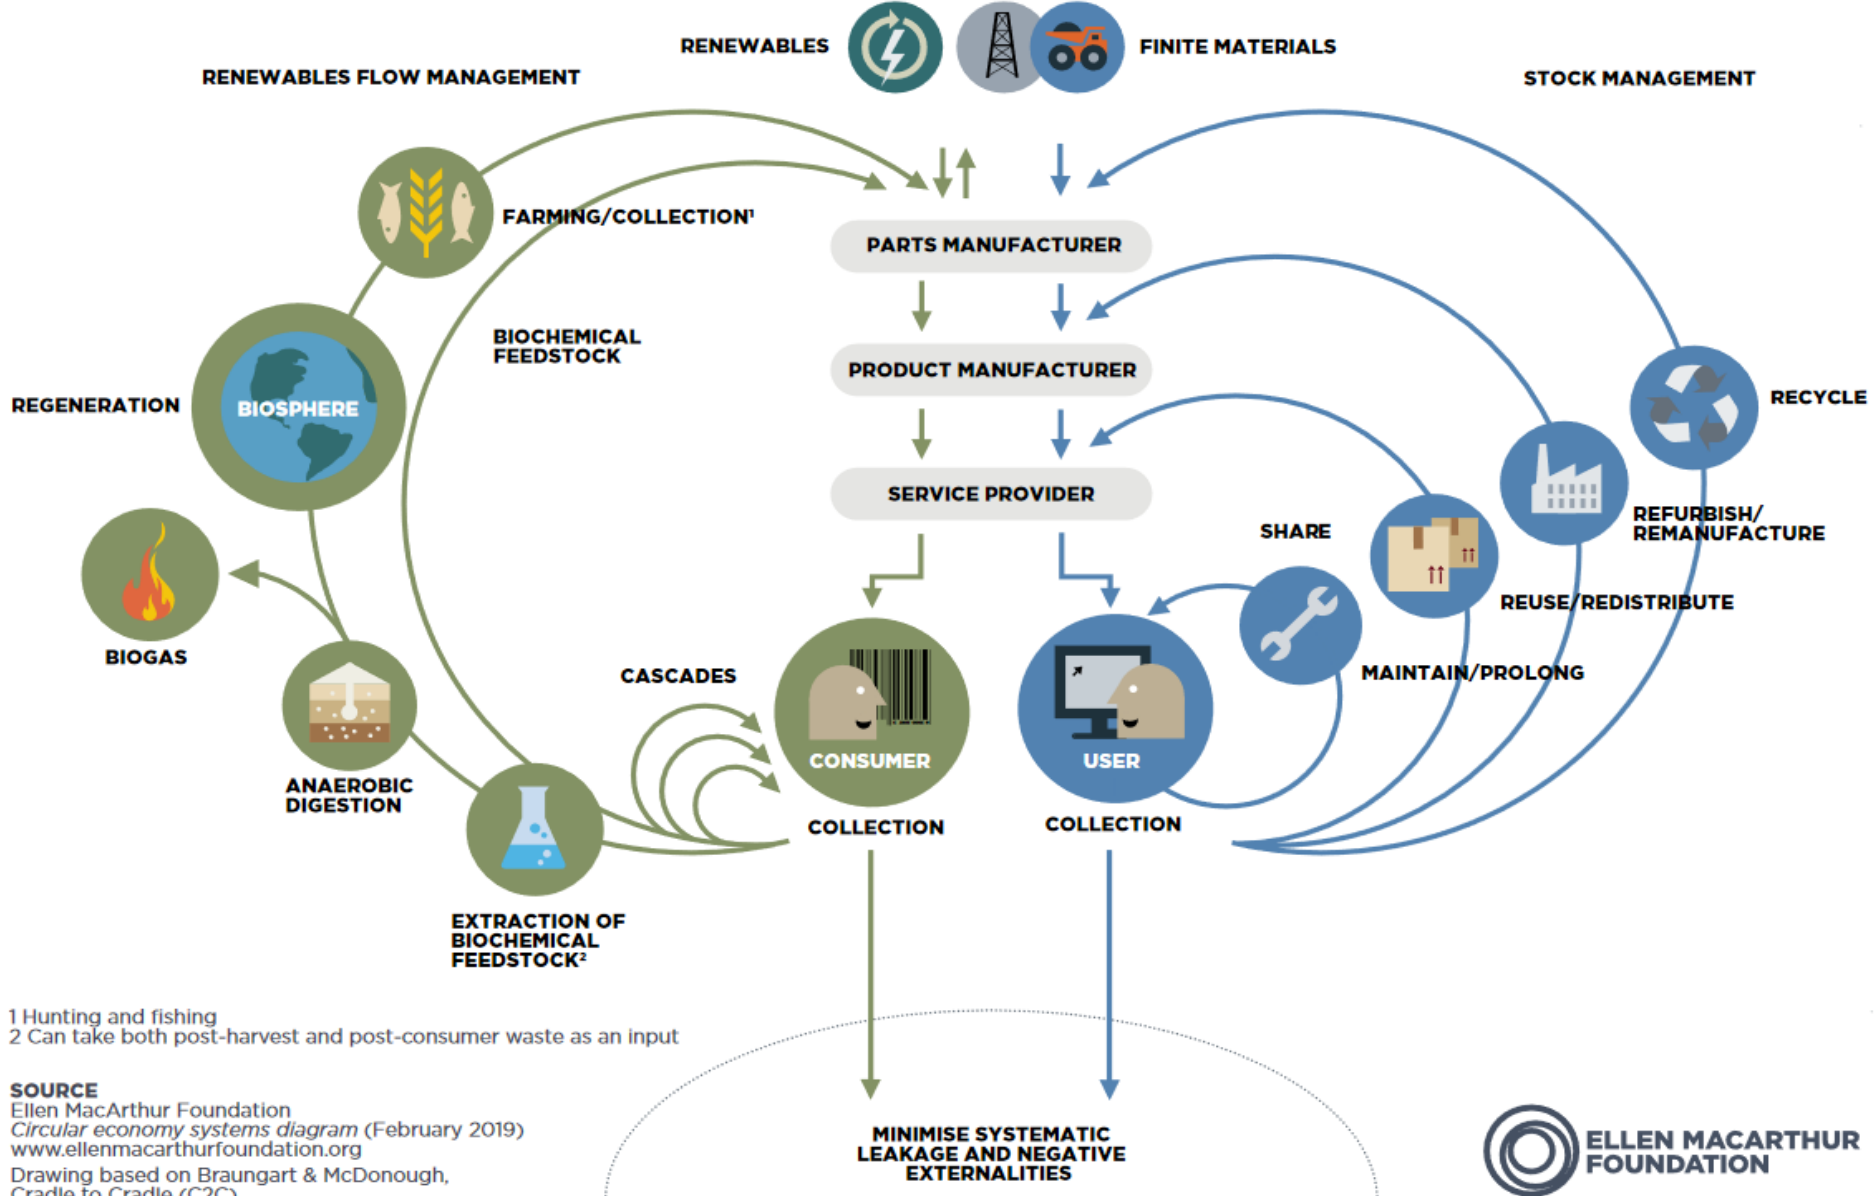 RENEWABLES
FINITE MATERIALS
RENEWABLES FLOW MANAGEMENT
STOCK MANAGEMENT
FARMING/COLLECTION¹
PARTS MANUFACTURER
BIOCHEMICAL
FEEDSTOCK
PRODUCT MANUFACTURER
REGENERATION
BIOSPHERE
RECYCLE
SERVICE PROVIDER
SHARE
REFURBISH/
REMANUFACTURE
REUSE/REDISTRIBUTE
BIOGAS
CASCADES
MAINTAIN/PROLONG
CONSUMER
USER
ANAEROBIC
DIGESTION
COLLECTION
COLLECTION
EXTRACTION OF
BIOCHEMICAL
FEEDSTOCK²
1 Hunting and fishing
2 Can take both post-harvest and post-consumer waste as an input
SOURCE
Ellen MacArthur Foundation
Circular economy systems diagram (February 2019)
www.ellenmacarthurfoundation.org
Drawing based on Braungart & McDonough,
Cradle to Cradle (C2C)
MINIMISE SYSTEMATIC
LEAKAGE AND NEGATIVE
EXTERNALITIES
ELLEN MACARTHUR
FOUNDATION